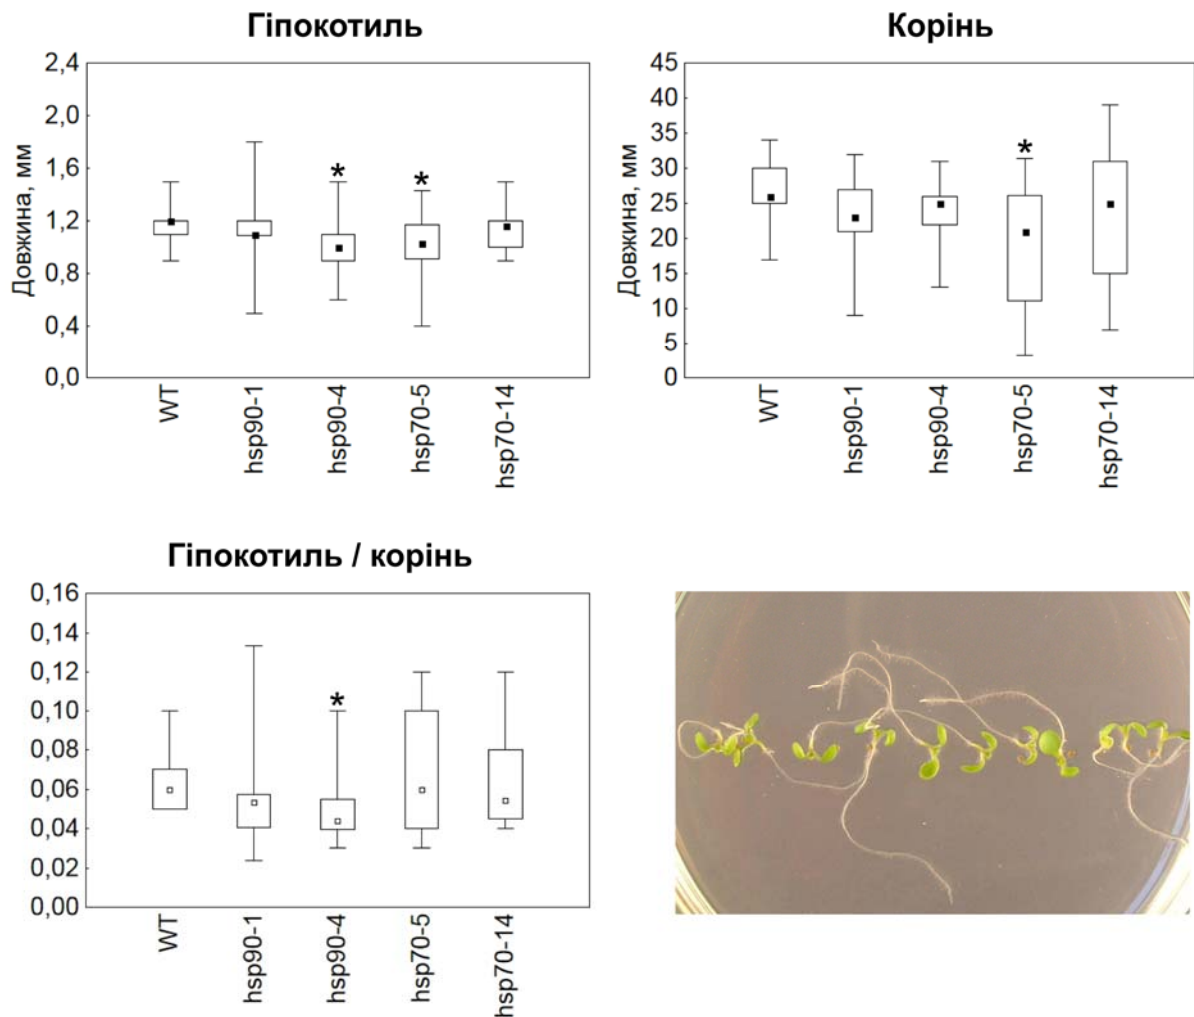 Гіпокотиль
Довжина, мм
2,4
2,0
1,6
1,2
0,8
0,4
0,0
*
*
WT
hsp90-1
hsp90-4
hsp70-5
hsp70-14
Корінь
Довжина, мм
45
40
35
30
25
20
15
10
5
0
*
WT
hsp90-1
hsp90-4
hsp70-5
hsp70-14
Гіпокотиль / корінь
0,16
0,14
0,12
0,10
0,08
0,06
0,04
0,02
0,00
*
WT
hsp90-1
hsp90-4
hsp70-5
hsp70-14